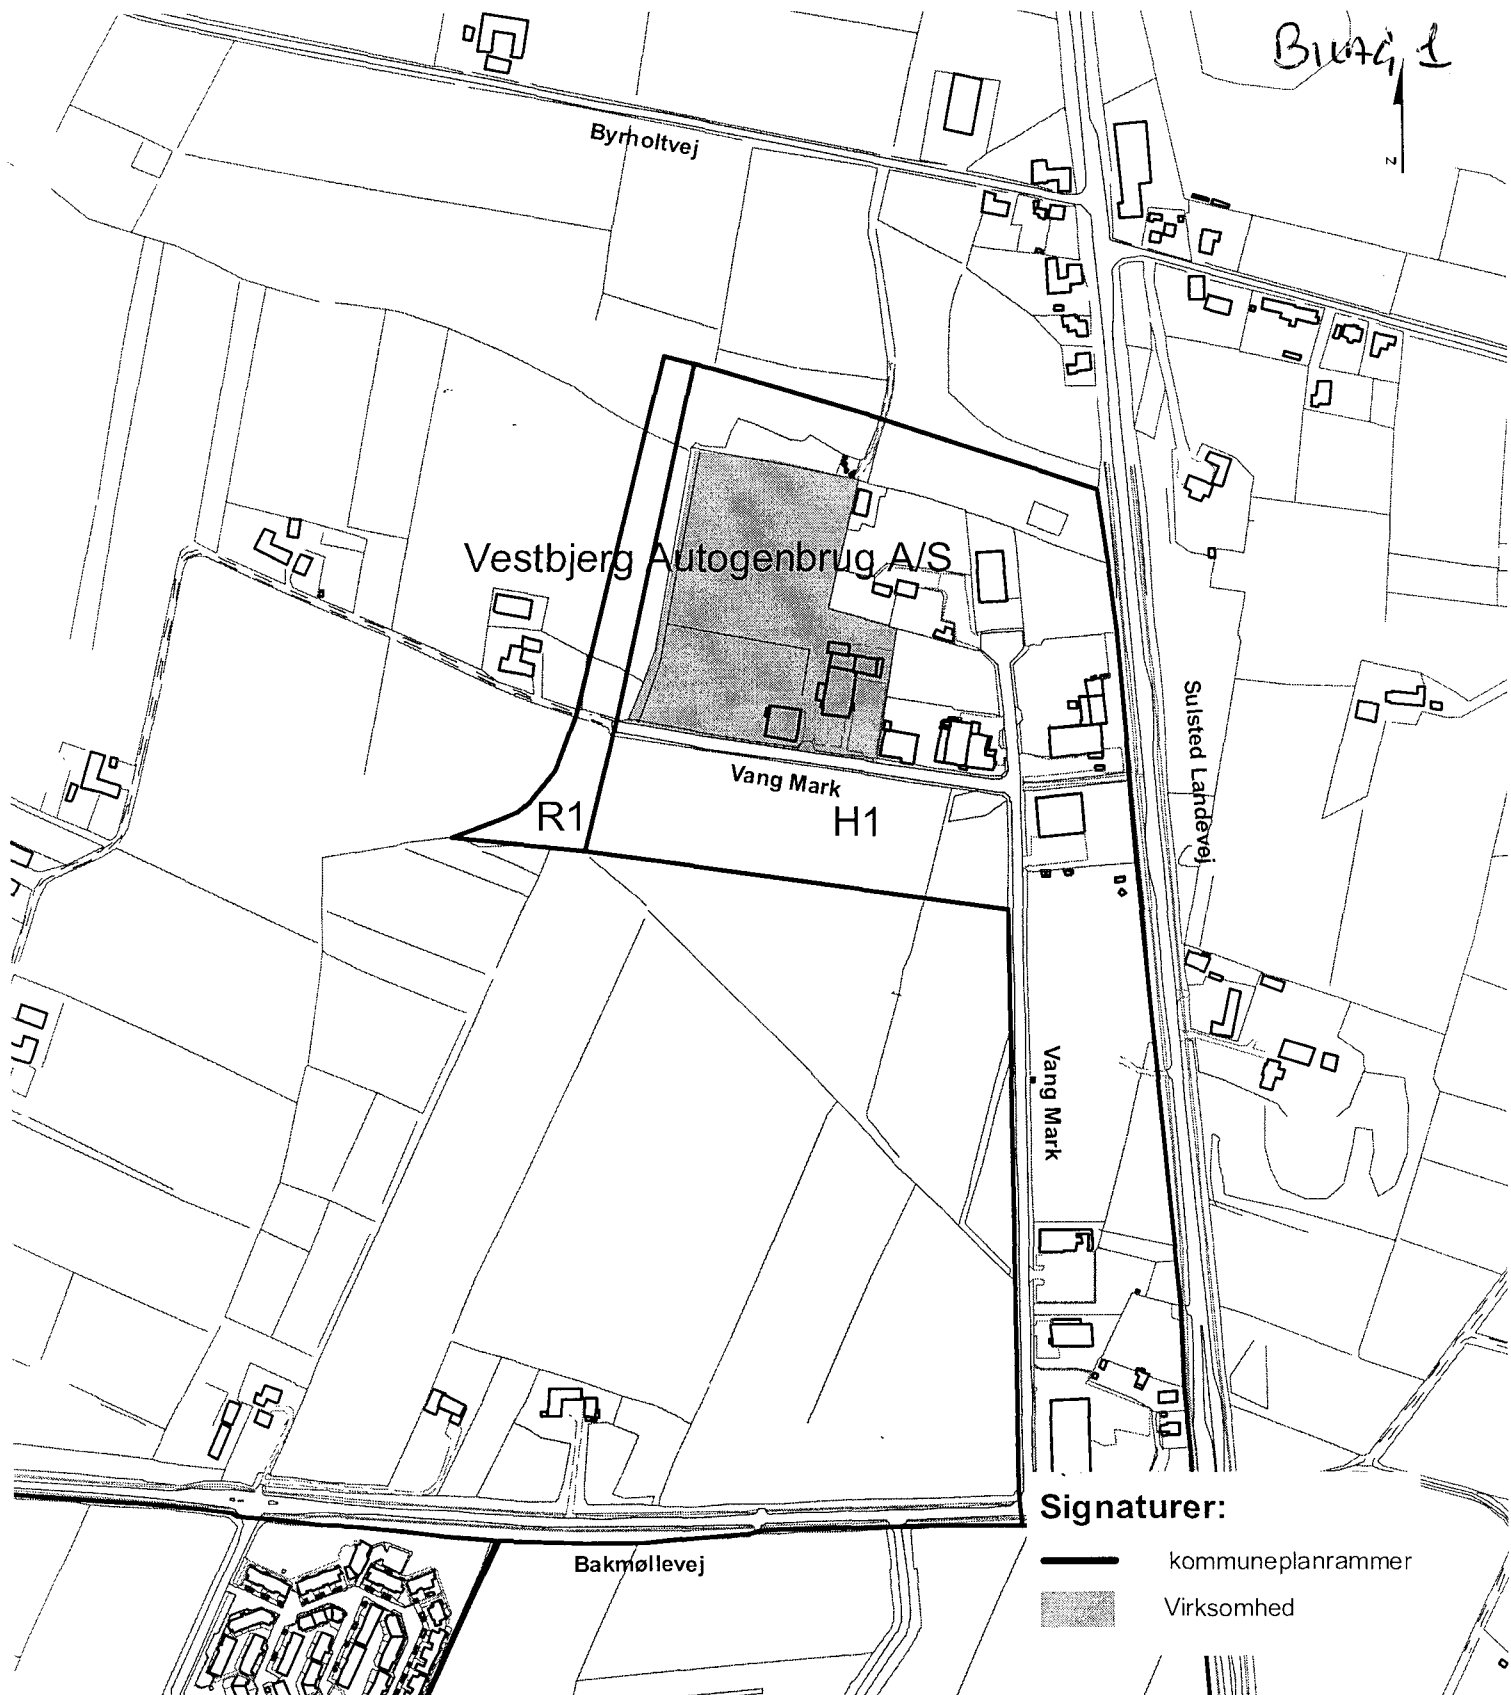 Bilag 1
N
Byrholtvej
Vestbjerg Autogenbrug A/S
Sulsted Landevej
Vang Mark
R1
H1
Vang Mark
Bakmøllevej
Signaturer:
kommuneplanrammer
Virksomhed